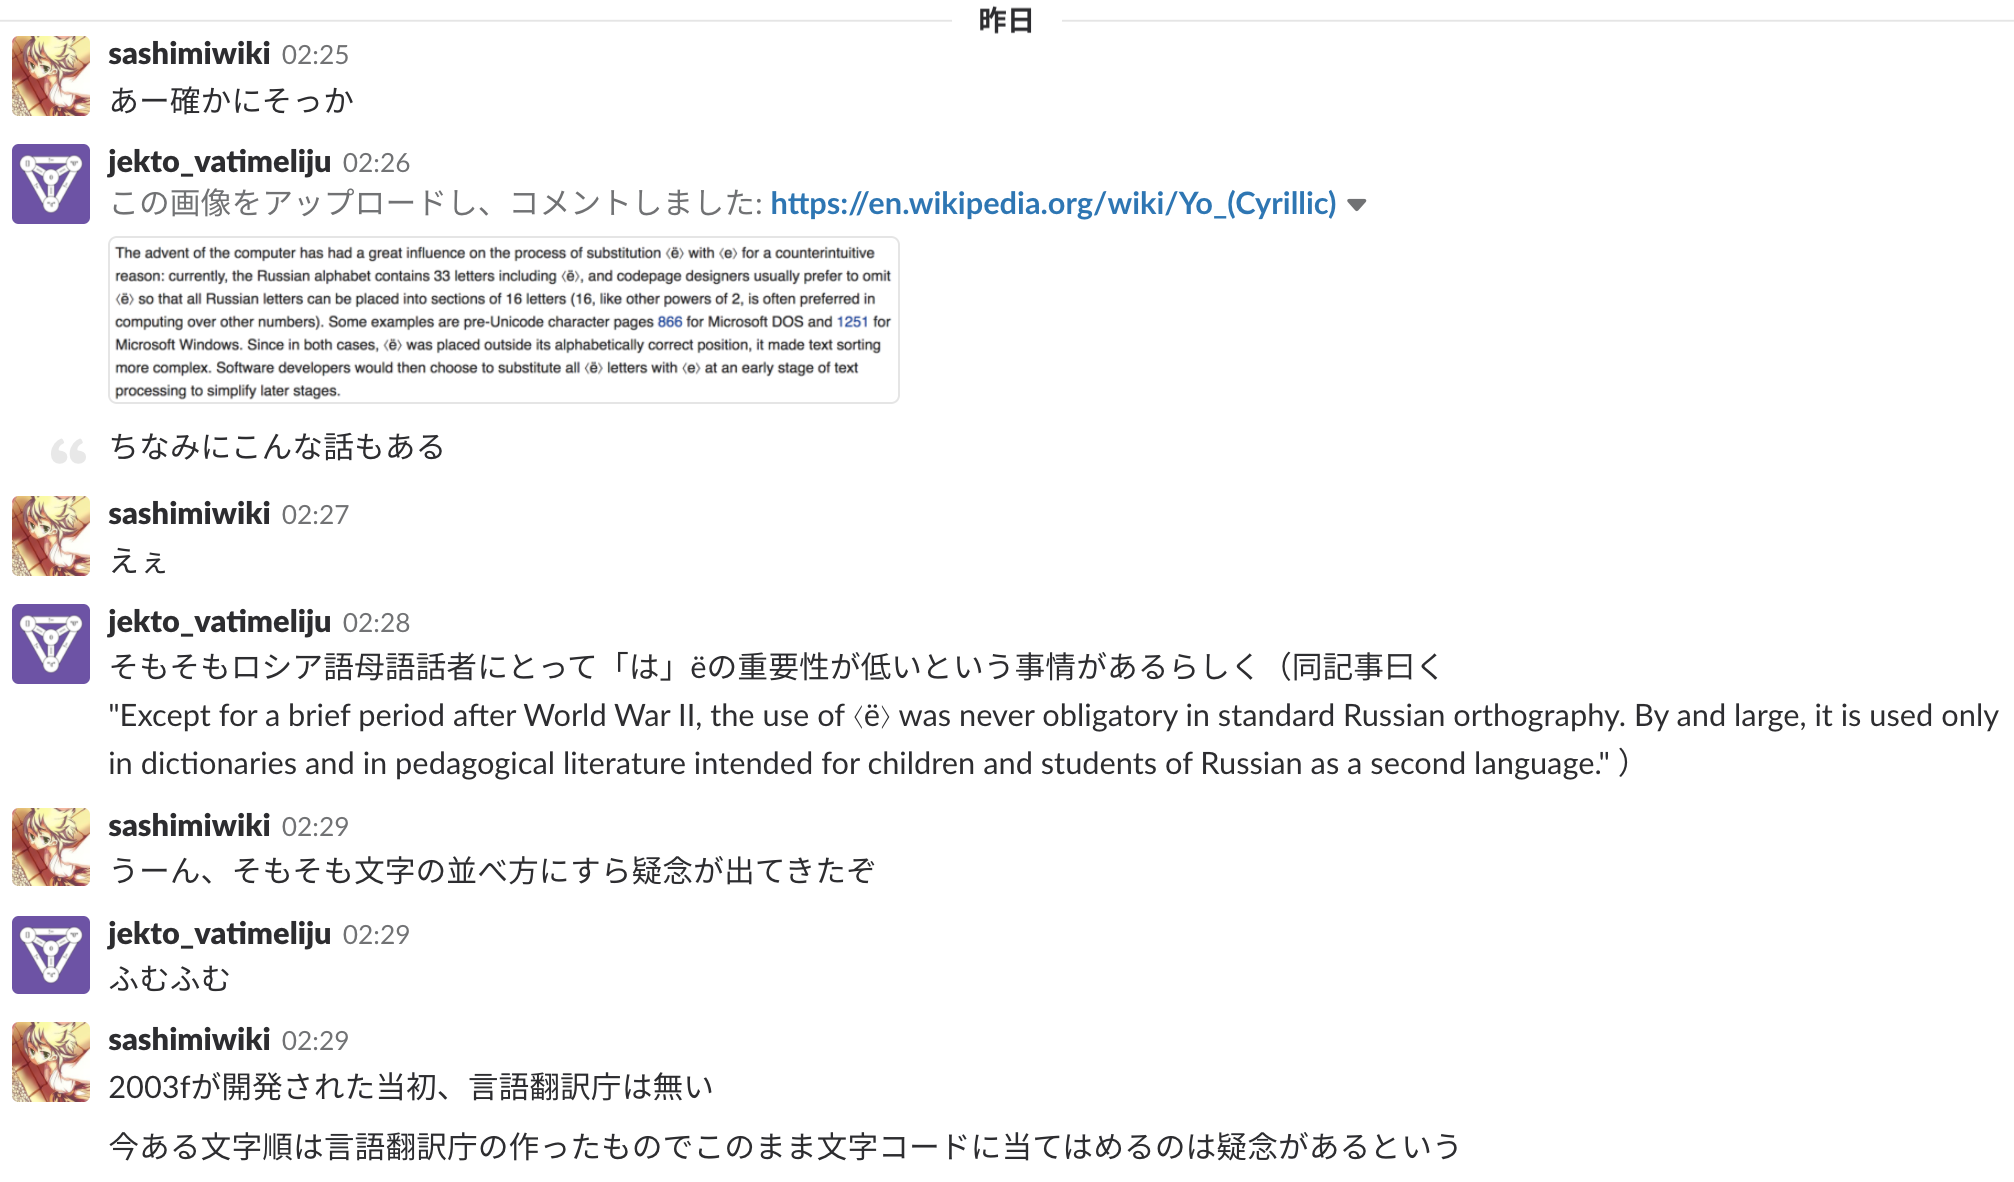 昨日
sashimiwiki 02:25
あー確かにそっか
jekto_vatimeliju 02:26
この画像をアップロードし、コメントしました: https://en.wikipedia.org/wiki/Yo_(Cyrillic)
The advent of the computer has had a great influence on the process of substitution ⟨ë⟩ with ⟨e⟩ for a counterintuitive
reason: currently, the Russian alphabet contains 33 letters including ⟨ë⟩, and codepage designers usually prefer to omit
⟨ë⟩ so that all Russian letters can be placed into sections of 16 letters (16, like other powers of 2, is often preferred in
computing over other numbers). Some examples are pre-Unicode character pages 866 for Microsoft DOS and 1251 for
Microsoft Windows. Since in both cases, ⟨ë⟩ was placed outside its alphabetically correct position, it made text sorting
more complex. Software developers would then choose to substitute all ⟨ë⟩ letters with ⟨e⟩ at an early stage of text
processing to simplify later stages.
ちなみにこんな話もある
sashimiwiki 02:27
えぇ
jekto_vatimeliju 02:28
そもそもロシア語母語話者にとって「は」ëの重要性が低いという事情があるらしく（同記事曰く
"Except for a brief period after World War II, the use of ⟨ë⟩ was never obligatory in standard Russian orthography. By and large, it is used only
in dictionaries and in pedagogical literature intended for children and students of Russian as a second language." ）
sashimiwiki 02:29
うーん、そもそも文字の並べ方にすら疑念が出てきたぞ
jekto_vatimeliju 02:29
ふむふむ
sashimiwiki 02:29
2003fが開発された当初、言語翻訳庁は無い
今ある文字順は言語翻訳庁の作ったものでこのまま文字コードに当てはめるのは疑念があるという